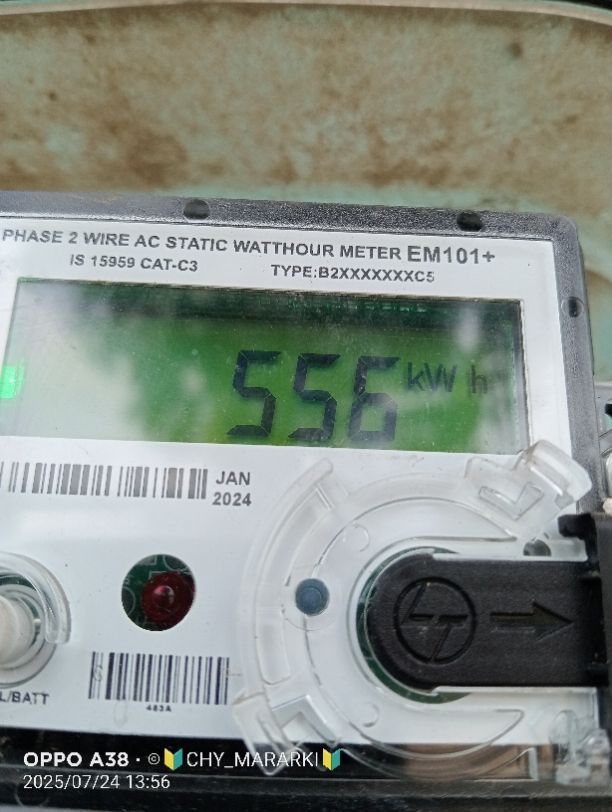 PHASE 2 WIRE AC STATIC WATTHOUR METER EM101+
IS 15959 CAT-C3 TYPE:B2XXXXXXXC5
556 kWh
JAN
2024
LT
L/BATT
483A
OPPO A38 · ©🔰CHY_MARARKI🔰
2025/07/24 13:56